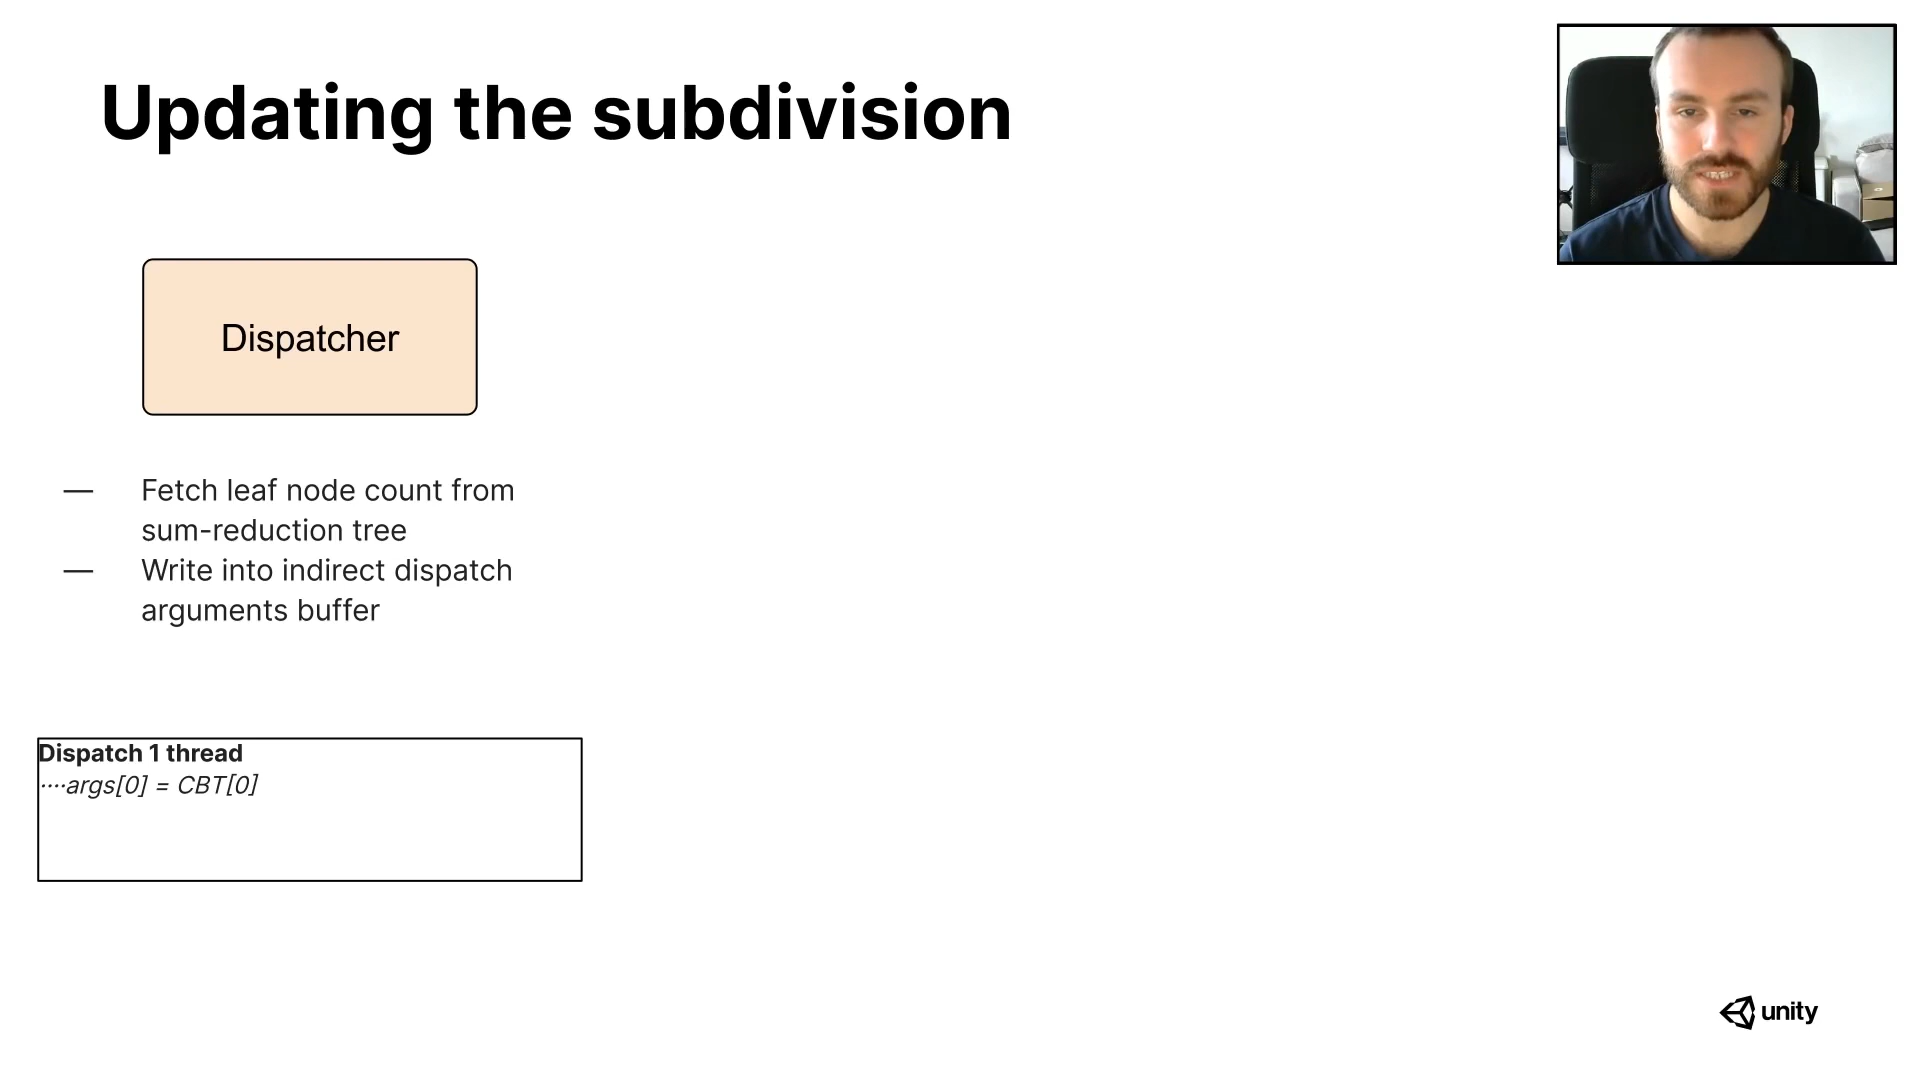 Updating the subdivision
Dispatcher
— Fetch leaf node count from
sum-reduction tree
— Write into indirect dispatch
arguments buffer
Dispatch 1 thread
····args[0] = CBT[0]
unity